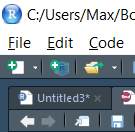 C:/Users/Max/Bo
File Edit Code
Untitled3*